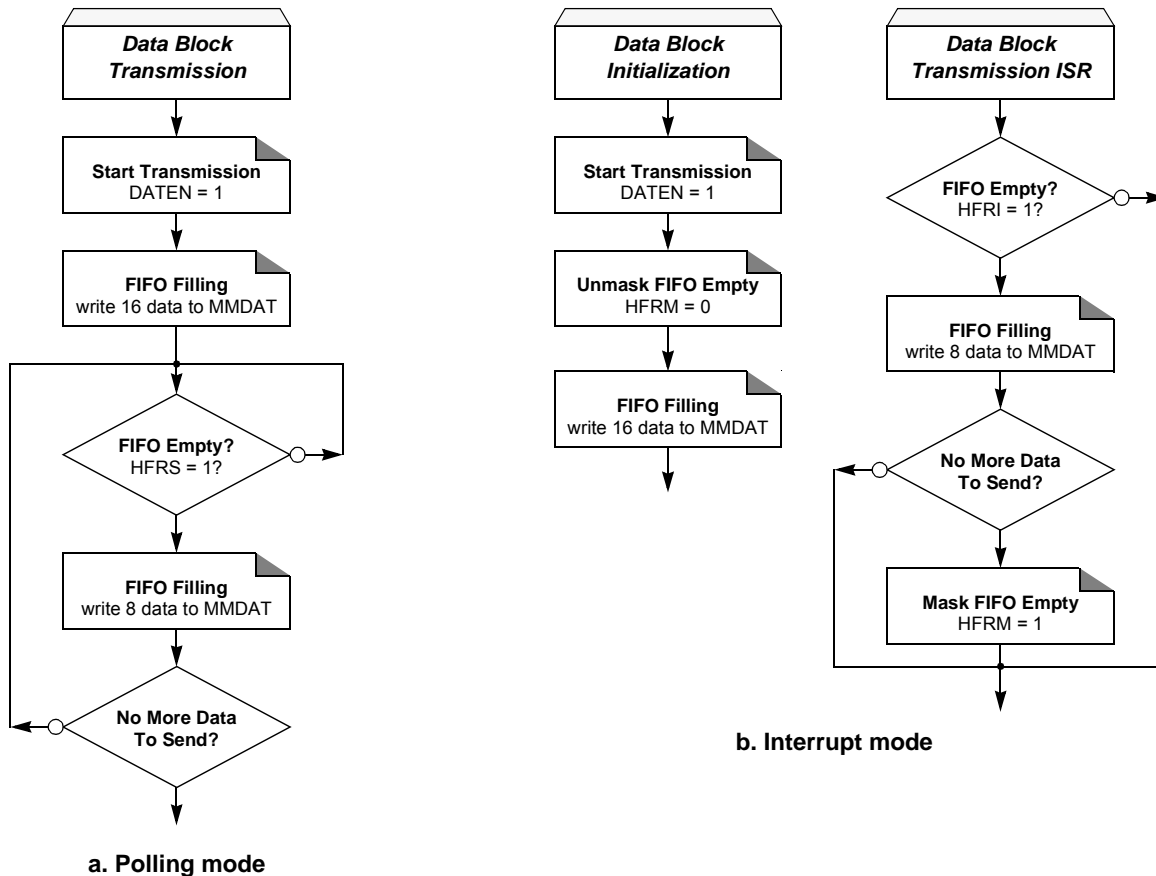 Data Block
Transmission
Start Transmission
DATEN = 1
FIFO Filling
write 16 data to MMDAT
FIFO Empty?
HFRS = 1?
FIFO Filling
write 8 data to MMDAT
No More Data
To Send?
a. Polling mode
Data Block
Initialization
Start Transmission
DATEN = 1
Unmask FIFO Empty
HFRM = 0
FIFO Filling
write 16 data to MMDAT
Data Block
Transmission ISR
FIFO Empty?
HFRI = 1?
FIFO Filling
write 8 data to MMDAT
No More Data
To Send?
Mask FIFO Empty
HFRM = 1
b. Interrupt mode